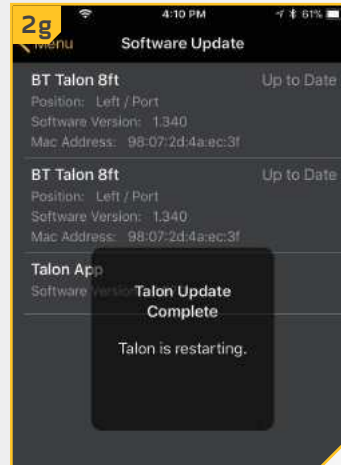 2g
4:10 PM
61%
Menu
Software Update
BT Talon 8ft
Up to Date
Position: Left / Port
Software Version: 1.340
Mac Address: 98:07:2d:4a:ec:3f
BT Talon 8ft
Up to Date
Position: Left / Port
Software Version: 1.340
Mac Address: 98:07:2d:4a:ec:3f
Talon App
Software
Talon Update
Complete
Talon is restarting.